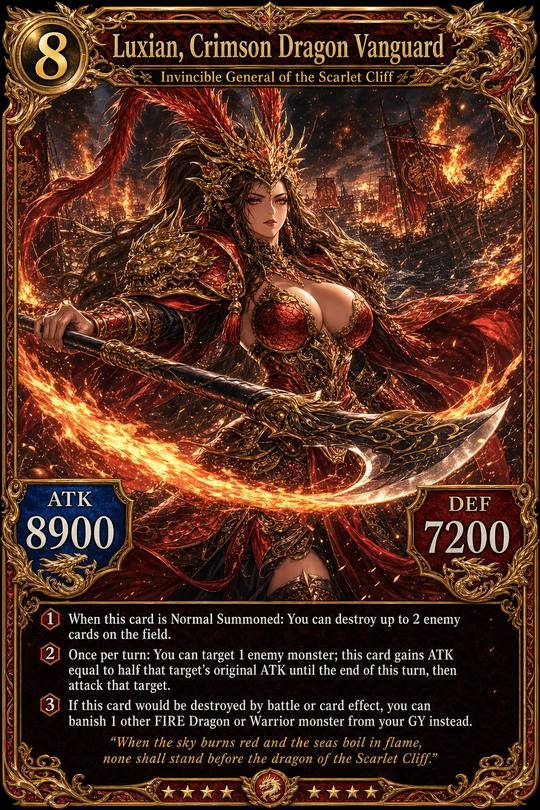 8
Luxian, Crimson Dragon Vanguard
Invincible General of the Scarlet Cliff
ATK
8900
DEF
7200
1 When this card is Normal Summoned: You can destroy up to 2 enemy
cards on the field.
2 Once per turn: You can target 1 enemy monster; this card gains ATK
equal to half that target's original ATK until the end of this turn, then
attack that target.
3 If this card would be destroyed by battle or card effect, you can
banish 1 other FIRE Dragon or Warrior monster from your GY instead.
"When the sky burns red and the seas boil in flame,
none shall stand before the dragon of the Scarlet Cliff."